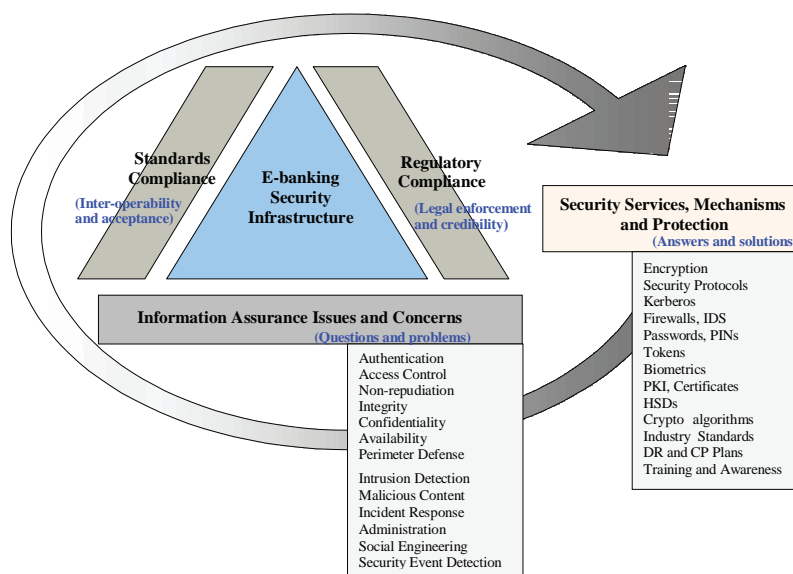 Standards
Compliance
(Inter-operability
and acceptance)
E-banking
Security
Infrastructure
Regulatory
Compliance
(Legal enforcement
and credibility)
Security Services, Mechanisms
and Protection
(Answers and solutions
Encryption
Security Protocols
Kerberos
Firewalls, IDS
Passwords, PINs
Tokens
Biometrics
PKI, Certificates
HSDs
Crypto algorithms
Industry Standards
DR and CP Plans
Training and Awareness
Information Assurance Issues and Concerns
(Questions and problems)
Authentication
Access Control
Non-repudiation
Integrity
Confidentiality
Availability
Perimeter Defense
Intrusion Detection
Malicious Content
Incident Response
Administration
Social Engineering
Security Event Detection